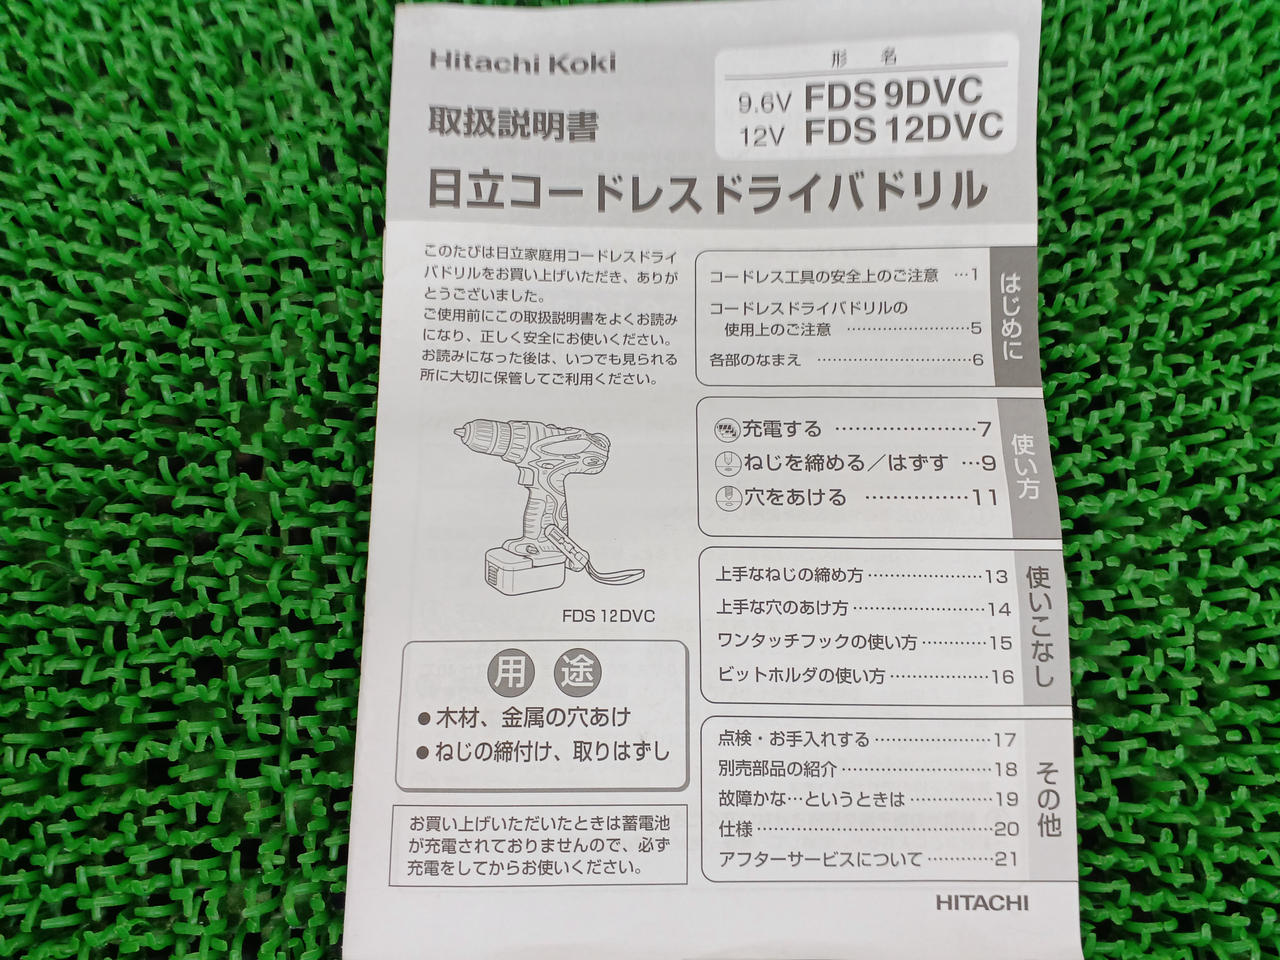 Hitachi Koki
形 名
9.6V FDS 9DVC
12V FDS 12DVC
取扱説明書
日立コードレスドライバドリル
このたびは日立家庭用コードレスドライ
バドリルをお買い上げいただき、ありが
とうございました。
ご使用前にこの取扱説明書をよくお読み
になり、正しく安全にお使いください。
お読みになった後は、いつでも見られる
所に大切に保管してご利用ください。
FDS 12DVC
用途
●木材、金属の穴あけ
●ねじの締付け、取りはずし
お買い上げいただいたときは蓄電池
が充電されておりませんので、必ず
充電をしてからお使いください。
はじめに
コードレス工具の安全上のご注意 …1
コードレスドライバドリルの
使用上のご注意 ……………………5
各部のなまえ ……………………6
使い方
充電する …………………7
ねじを締める／はずす …9
穴をあける ……………11
使いこなし
上手なねじの締め方…………………13
上手な穴のあけ方……………………14
ワンタッチフックの使い方…………15
ビットホルダの使い方………………16
その他
点検・お手入れする…………………17
別売部品の紹介………………………18
故障かな…というときは……………19
仕様……………………………………20
アフターサービスについて…………21
HITACHI